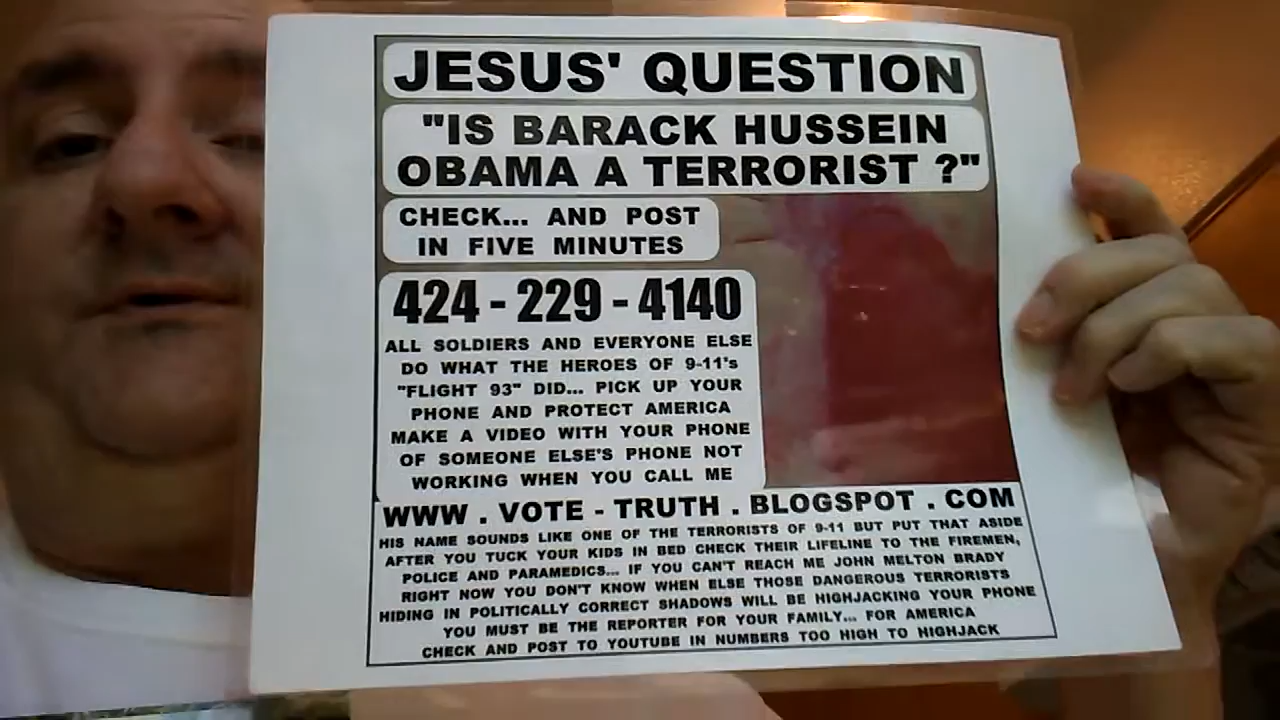 JESUS' QUESTION
"IS BARACK HUSSEIN
OBAMA A TERRORIST ?"
CHECK... AND POST
IN FIVE MINUTES
424 - 229 - 4140
ALL SOLDIERS AND EVERYONE ELSE
DO WHAT THE HEROES OF 9-11's
"FLIGHT 93" DID... PICK UP YOUR
PHONE AND PROTECT AMERICA
MAKE A VIDEO WITH YOUR PHONE
OF SOMEONE ELSE'S PHONE NOT
WORKING WHEN YOU CALL ME
WWW . VOTE - TRUTH . BLOGSPOT . COM
HIS NAME SOUNDS LIKE ONE OF THE TERRORISTS OF 9-11 BUT PUT THAT ASIDE
AFTER YOU TUCK YOUR KIDS IN BED CHECK THEIR LIFELINE TO THE FIREMEN,
POLICE AND PARAMEDICS... IF YOU CAN'T REACH ME JOHN MELTON BRADY
RIGHT NOW YOU DON'T KNOW WHEN ELSE THOSE DANGEROUS TERRORISTS
HIDING IN POLITICALLY CORRECT SHADOWS WILL BE HIGHJACKING YOUR PHONE
YOU MUST BE THE REPORTER FOR YOUR FAMILY... FOR AMERICA
CHECK AND POST TO YOUTUBE IN NUMBERS TOO HIGH TO HIGHJACK